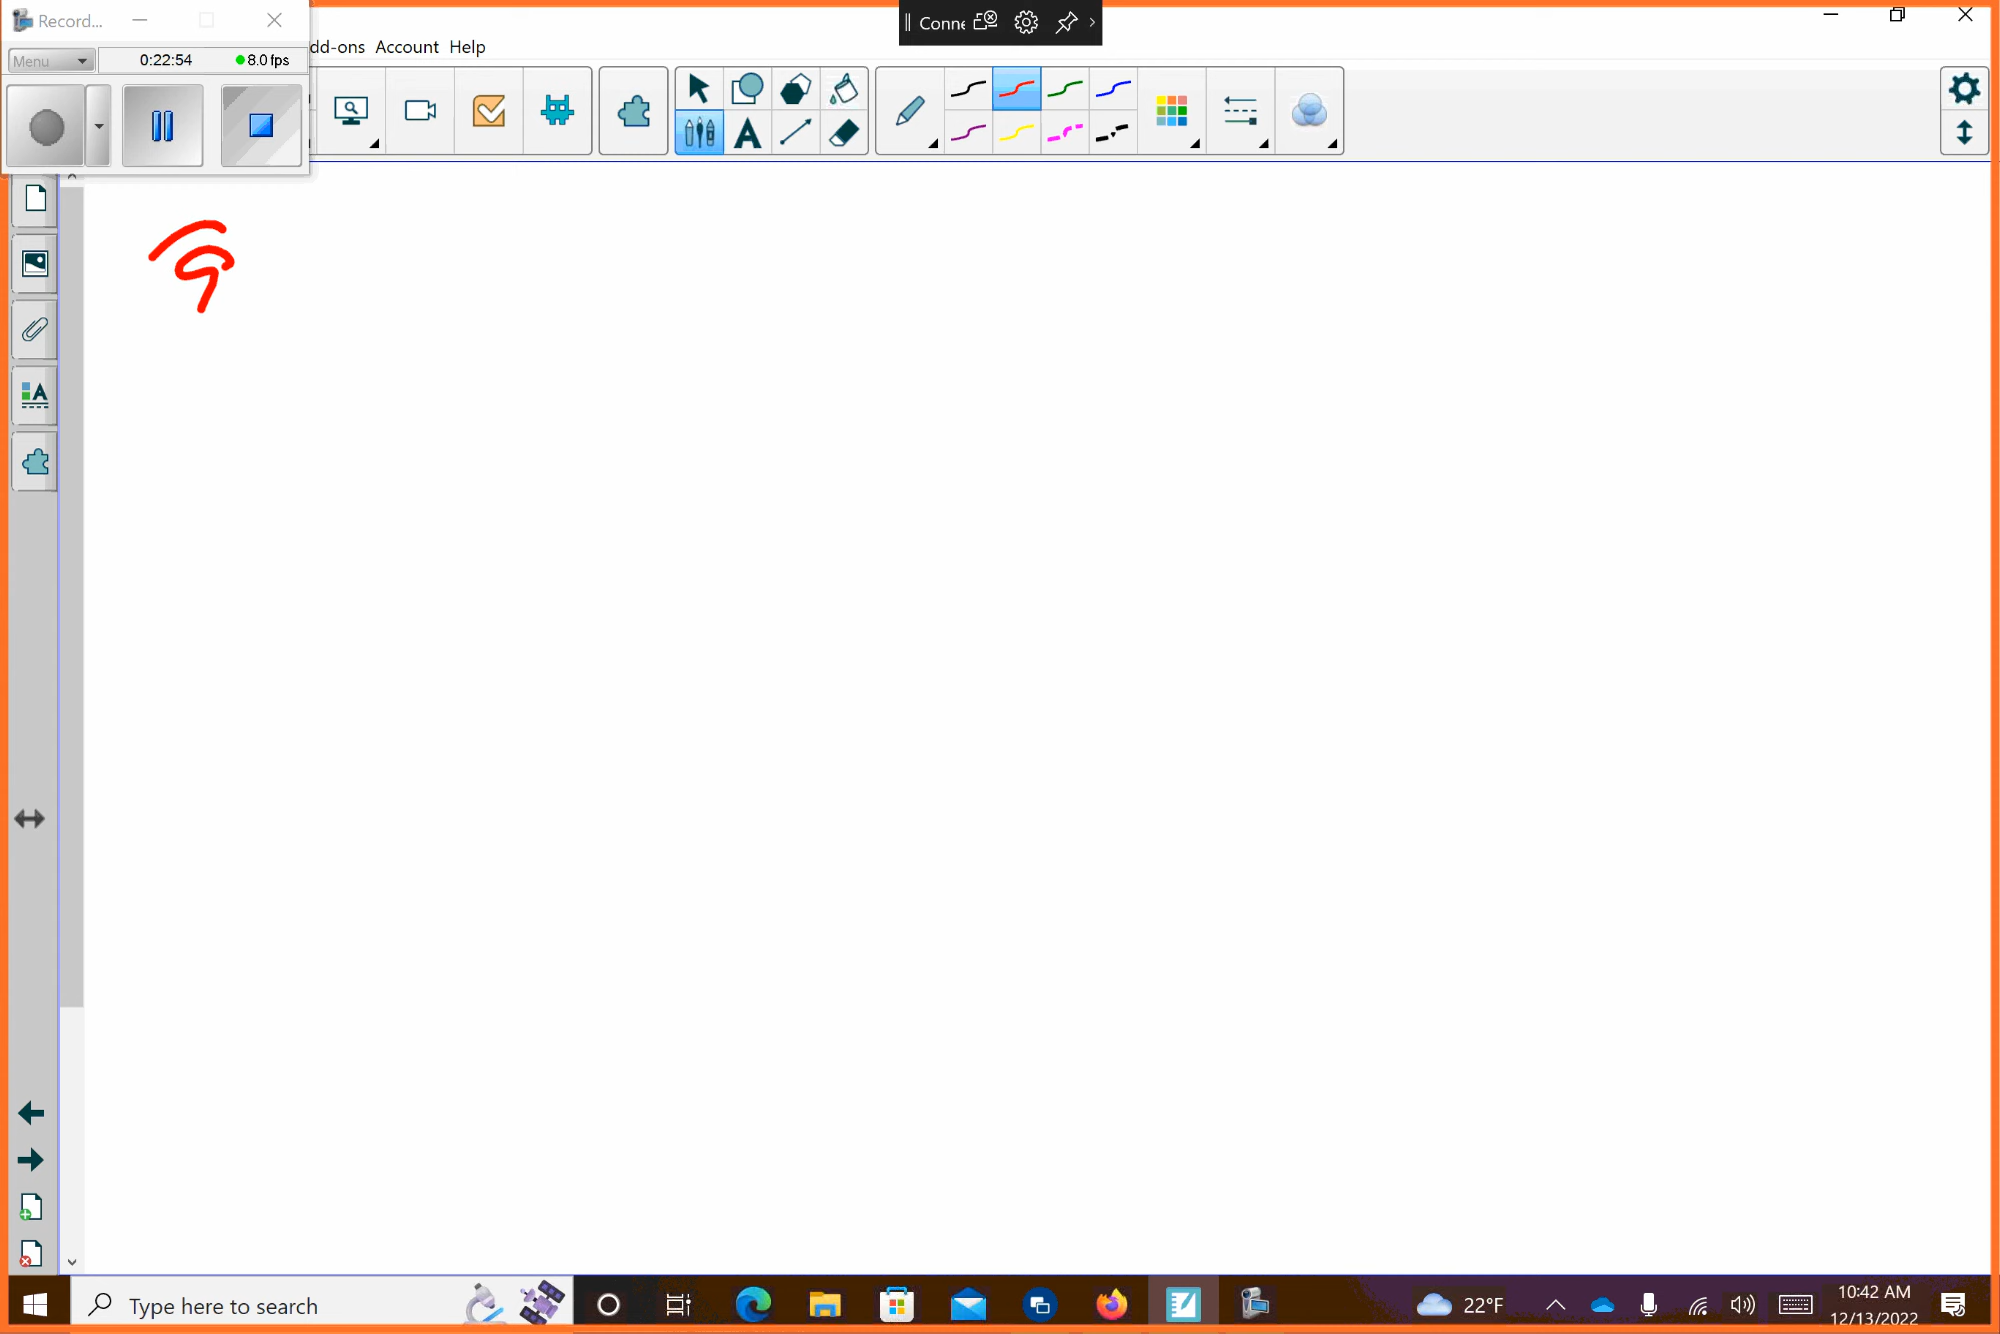 Record...
Menu 0:22:54 8.0 fps
Conne
dd-ons Account Help
9
Type here to search
22°F
10:42 AM
12/13/2022